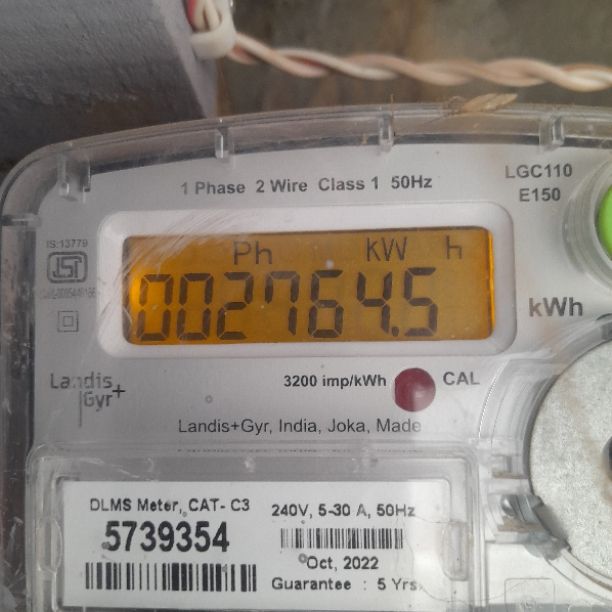 LGC110
E150
1 Phase 2 Wire Class 1 50Hz
IS:13779
ISI
Ph kW h
002764.5
kWh
Landis
Gyr+
3200 imp/kWh CAL
Landis+Gyr, India, Joka, Made
DLMS Meter, CAT- C3
240V, 5-30 A, 50Hz
5739354
Oct, 2022
Guarantee : 5 Yrs.